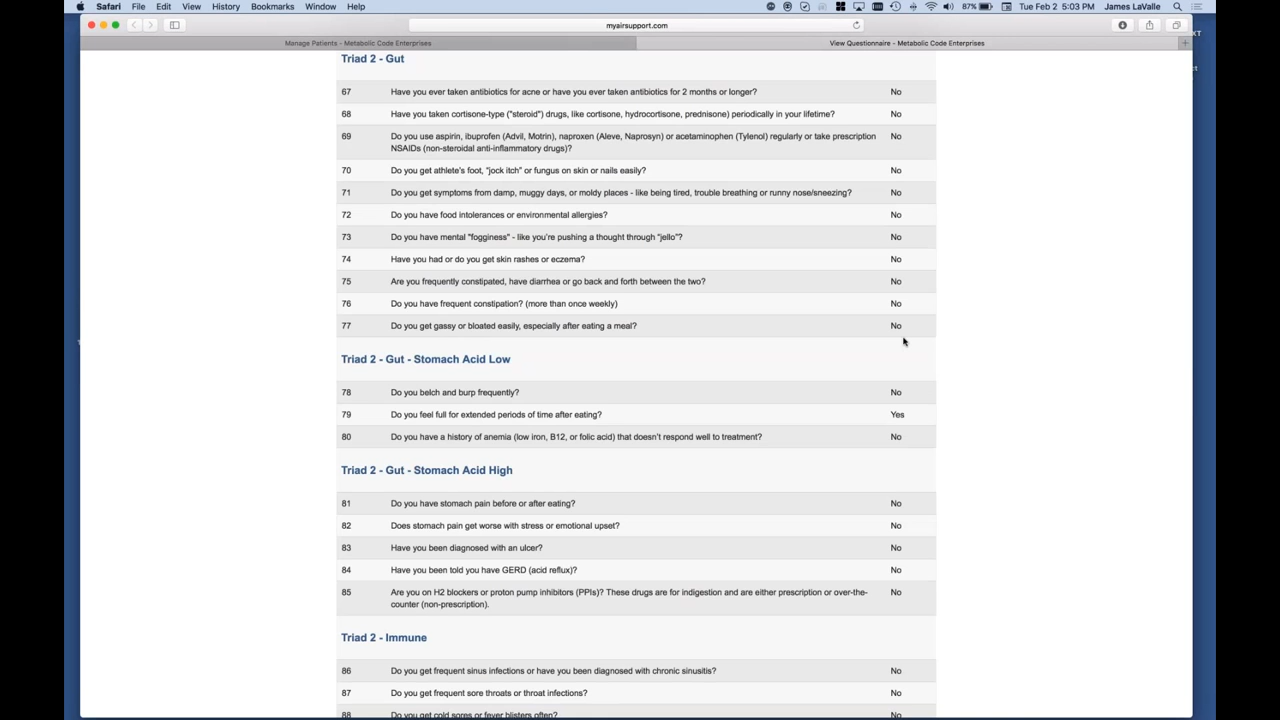 Safari File Edit View History Bookmarks Window Help 87% Tue Feb 2 5:03 PM James LaValle
myairsupport.com
Manage Patients - Metabolic Code Enterprises
View Questionnaire - Metabolic Code Enterprises
Triad 2 - Gut
67 Have you ever taken antibiotics for acne or have you ever taken antibiotics for 2 months or longer? No
68 Have you taken cortisone-type ("steroid") drugs, like cortisone, hydrocortisone, prednisone) periodically in your lifetime? No
69 Do you use aspirin, ibuprofen (Advil, Motrin), naproxen (Aleve, Naprosyn) or acetaminophen (Tylenol) regularly or take prescription No
NSAIDs (non-steroidal anti-inflammatory drugs)?
70 Do you get athlete's foot, "jock itch" or fungus on skin or nails easily? No
71 Do you get symptoms from damp, muggy days, or moldy places - like being tired, trouble breathing or runny nose/sneezing? No
72 Do you have food intolerances or environmental allergies? No
73 Do you have mental "fogginess" - like you're pushing a thought through "jello"? No
74 Have you had or do you get skin rashes or eczema? No
75 Are you frequently constipated, have diarrhea or go back and forth between the two? No
76 Do you have frequent constipation? (more than once weekly) No
77 Do you get gassy or bloated easily, especially after eating a meal? No
Triad 2 - Gut - Stomach Acid Low
78 Do you belch and burp frequently? No
79 Do you feel full for extended periods of time after eating? Yes
80 Do you have a history of anemia (low iron, B12, or folic acid) that doesn't respond well to treatment? No
Triad 2 - Gut - Stomach Acid High
81 Do you have stomach pain before or after eating? No
82 Does stomach pain get worse with stress or emotional upset? No
83 Have you been diagnosed with an ulcer? No
84 Have you been told you have GERD (acid reflux)? No
85 Are you on H2 blockers or proton pump inhibitors (PPIs)? These drugs are for indigestion and are either prescription or over-the- No
counter (non-prescription).
Triad 2 - Immune
86 Do you get frequent sinus infections or have you been diagnosed with chronic sinusitis? No
87 Do you get frequent sore throats or throat infections? No
88 Do you get cold sores or fever blisters often? No